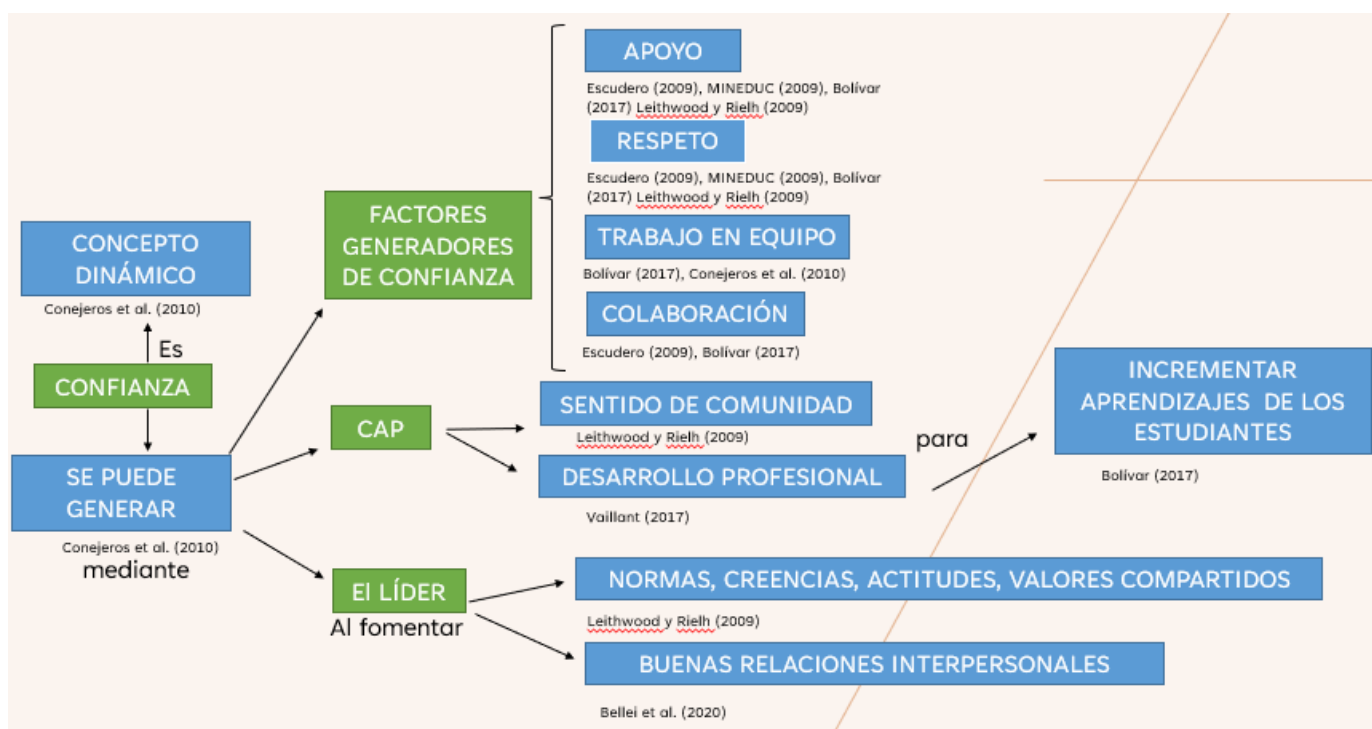 CONCEPTO
DINÁMICO
Conejeros et al. (2010)
Es
CONFIANZA
SE PUEDE
GENERAR
Conejeros et al. (2010)
mediante
FACTORES
GENERADORES
DE CONFIANZA
APOYO
Escudero (2009), MINEDUC (2009), Bolívar
(2017) Leithwood y Rielh (2009)
RESPETO
Escudero (2009), MINEDUC (2009), Bolívar
(2017) Leithwood y Rielh (2009)
TRABAJO EN EQUIPO
Bolívar (2017), Conejeros et al. (2010)
COLABORACIÓN
Escudero (2009), Bolívar (2017)
CAP
SENTIDO DE COMUNIDAD
Leithwood y Rielh (2009)
DESARROLLO PROFESIONAL
Vaillant (2017)
para
INCREMENTAR
APRENDIZAJES DE LOS
ESTUDIANTES
Bolívar (2017)
El LÍDER
Al fomentar
NORMAS, CREENCIAS, ACTITUDES, VALORES COMPARTIDOS
Leithwood y Rielh (2009)
BUENAS RELACIONES INTERPERSONALES
Bellei et al. (2020)